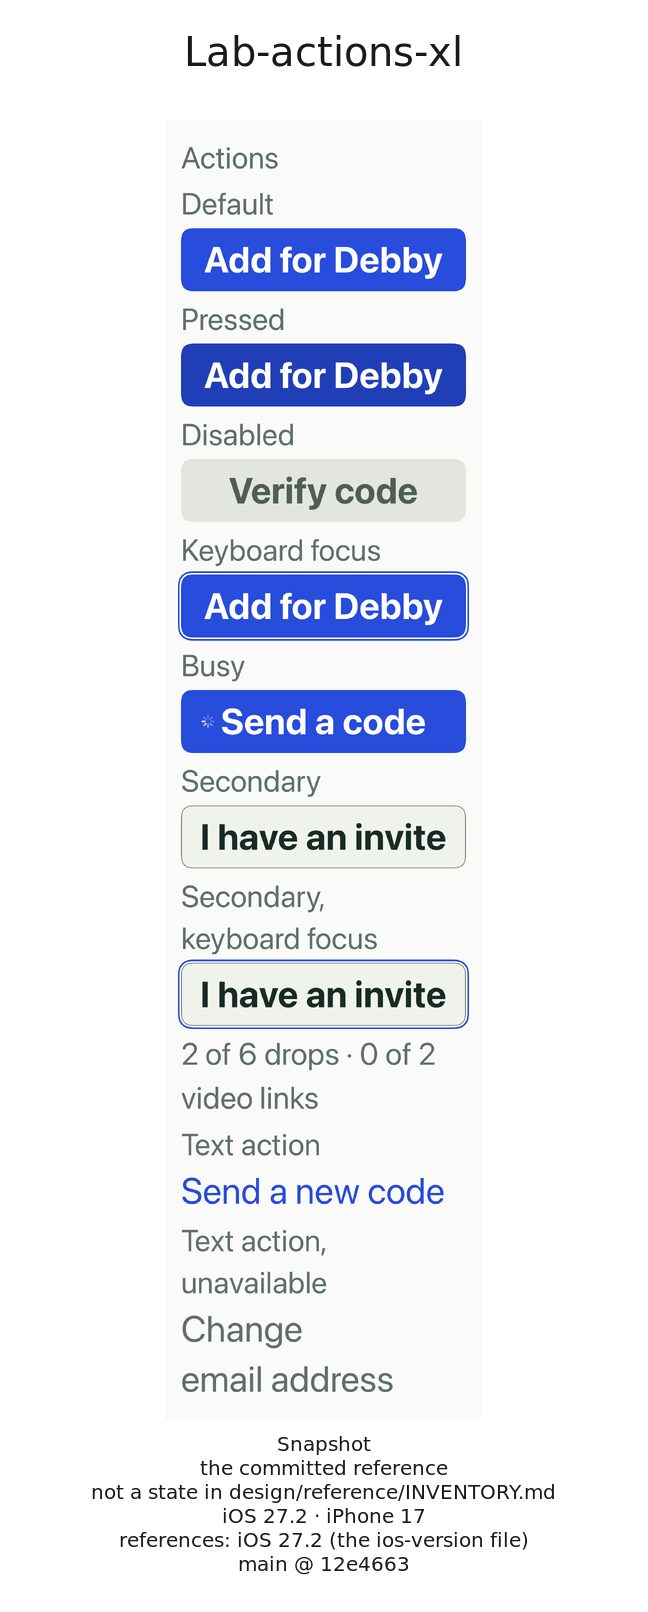 Lab-actions-xl
Actions
Default
Add for Debby
Pressed
Add for Debby
Disabled
Verify code
Keyboard focus
Add for Debby
Busy
Send a code
Secondary
I have an invite
Secondary,
keyboard focus
I have an invite
2 of 6 drops · 0 of 2
video links
Text action
Send a new code
Text action,
unavailable
Change
email address
Snapshot
the committed reference
not a state in design/reference/INVENTORY.md
iOS 27.2 · iPhone 17
references: iOS 27.2 (the ios-version file)
main @ 12e4663